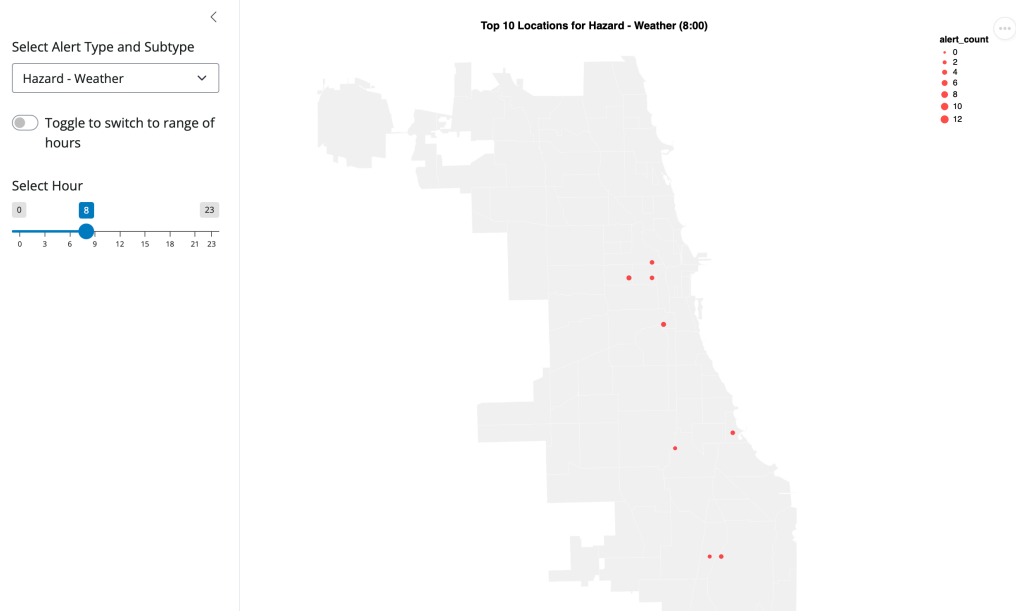 Select Alert Type and Subtype
Hazard - Weather
Toggle to switch to range of
hours
Select Hour
0 8 23
0 3 6 9 12 15 18 21 23
Top 10 Locations for Hazard - Weather (8:00)
alert_count
0
2
4
6
8
10
12